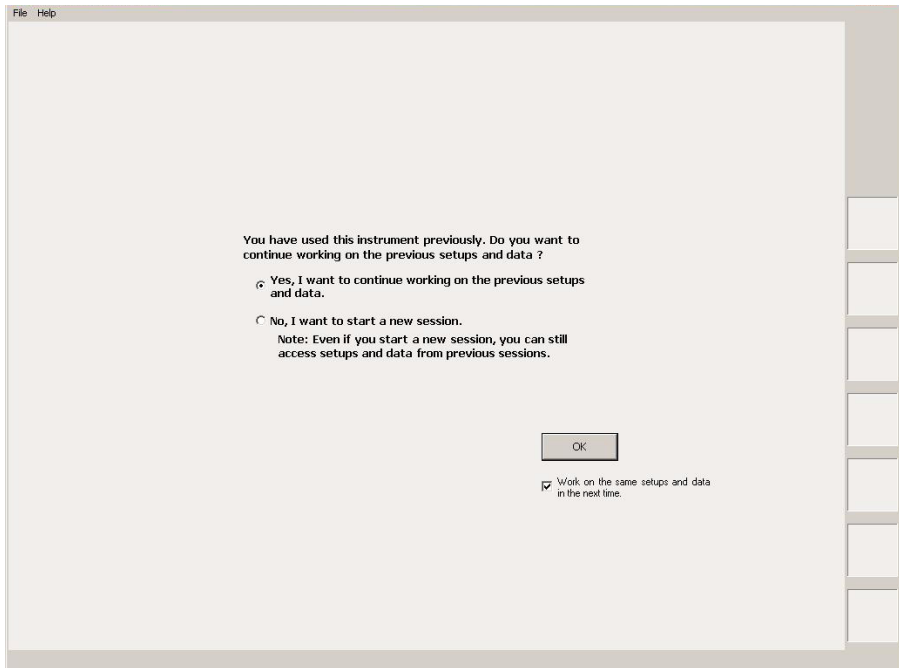 File Help
You have used this instrument previously. Do you want to
continue working on the previous setups and data ?
Yes, I want to continue working on the previous setups
and data.
No, I want to start a new session.
Note: Even if you start a new session, you can still
access setups and data from previous sessions.
OK
Work on the same setups and data
in the next time.